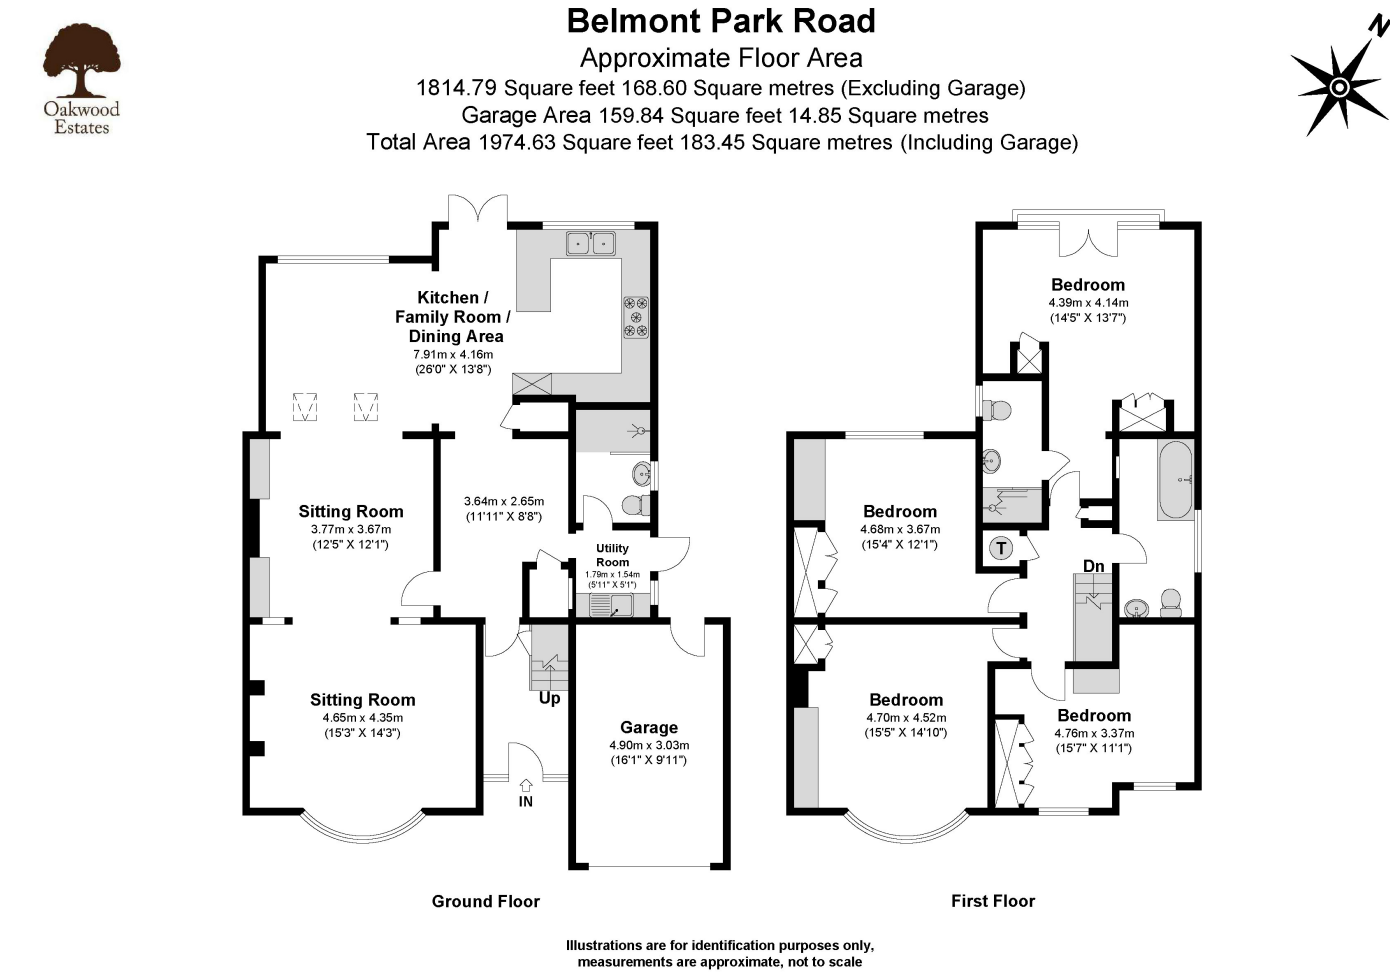 Belmont Park Road
Approximate Floor Area
1814.79 Square feet 168.60 Square metres (Excluding Garage)
Garage Area 159.84 Square feet 14.85 Square metres
Total Area 1974.63 Square feet 183.45 Square metres (Including Garage)
Oakwood
Estates
N
Kitchen /
Family Room /
Dining Area
7.91m x 4.16m
(26'0" X 13'8")
Sitting Room
3.77m x 3.67m
(12'5" X 12'1")
3.64m x 2.65m
(11'11" X 8'8")
Utility
Room
1.79m x 1.54m
(5'11" X 5'1")
Sitting Room
4.65m x 4.35m
(15'3" X 14'3")
Up
IN
Garage
4.90m x 3.03m
(16'1" X 9'11")
Ground Floor
Bedroom
4.39m x 4.14m
(14'5" X 13'7")
Bedroom
4.68m x 3.67m
(15'4" X 12'1")
T
Dn
Bedroom
4.70m x 4.52m
(15'5" X 14'10")
Bedroom
4.76m x 3.37m
(15'7" X 11'1")
First Floor
Illustrations are for identification purposes only,
measurements are approximate, not to scale